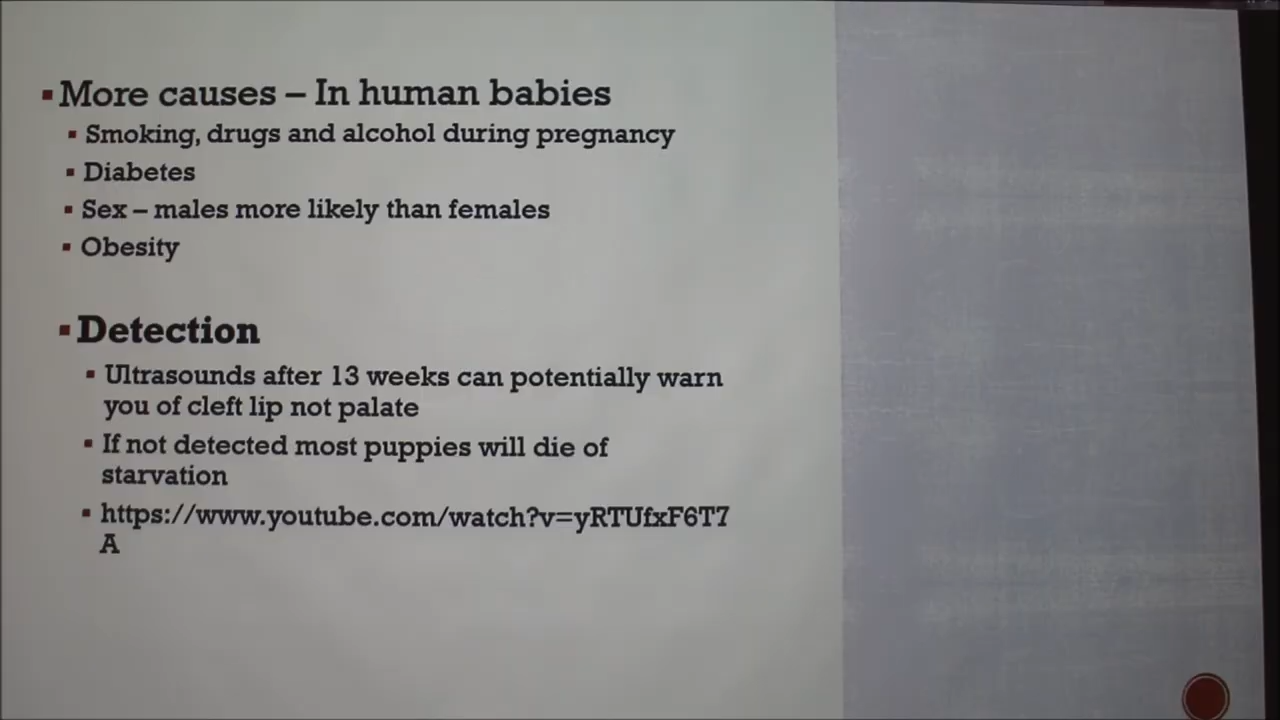 More causes – In human babies
Smoking, drugs and alcohol during pregnancy
Diabetes
Sex – males more likely than females
Obesity
Detection
Ultrasounds after 13 weeks can potentially warn
you of cleft lip not palate
If not detected most puppies will die of
starvation
https://www.youtube.com/watch?v=yRTUfxF6T7
A